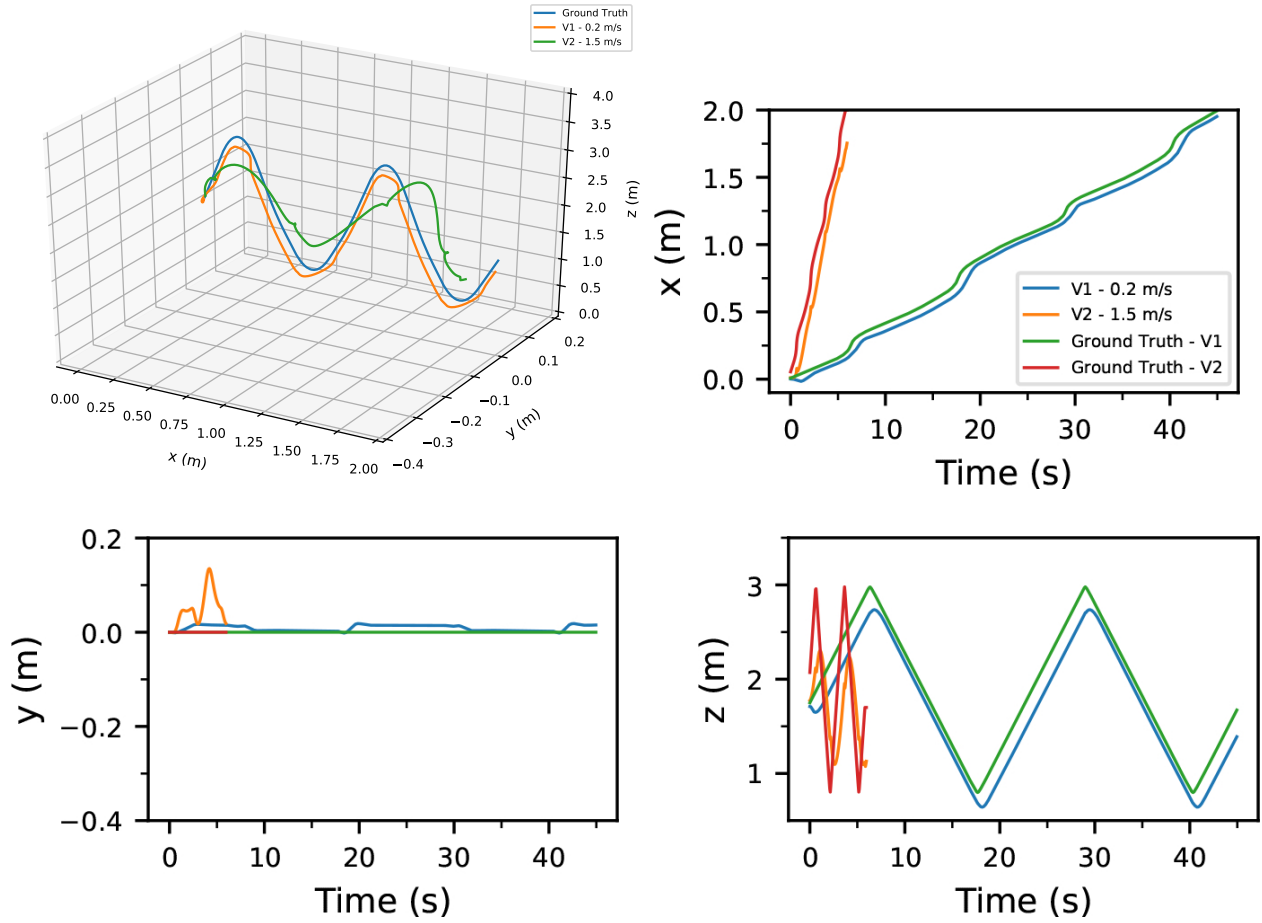 Ground Truth
V1 - 0.2 m/s
V2 - 1.5 m/s
4.0
3.5
3.0
2.5
2.0
1.5
1.0
0.5
0.0
z (m)
0.2
0.1
0.0
−0.1
−0.2
−0.3
−0.4
y (m)
0.00
0.25
0.50
0.75
1.00
1.25
1.50
1.75
2.00
x (m)
2.0
1.5
1.0
0.5
0.0
x (m)
V1 - 0.2 m/s
V2 - 1.5 m/s
Ground Truth - V1
Ground Truth - V2
0 10 20 30 40
Time (s)
0.2
0.0
−0.2
−0.4
y (m)
0 10 20 30 40
Time (s)
3
2
1
z (m)
0 10 20 30 40
Time (s)